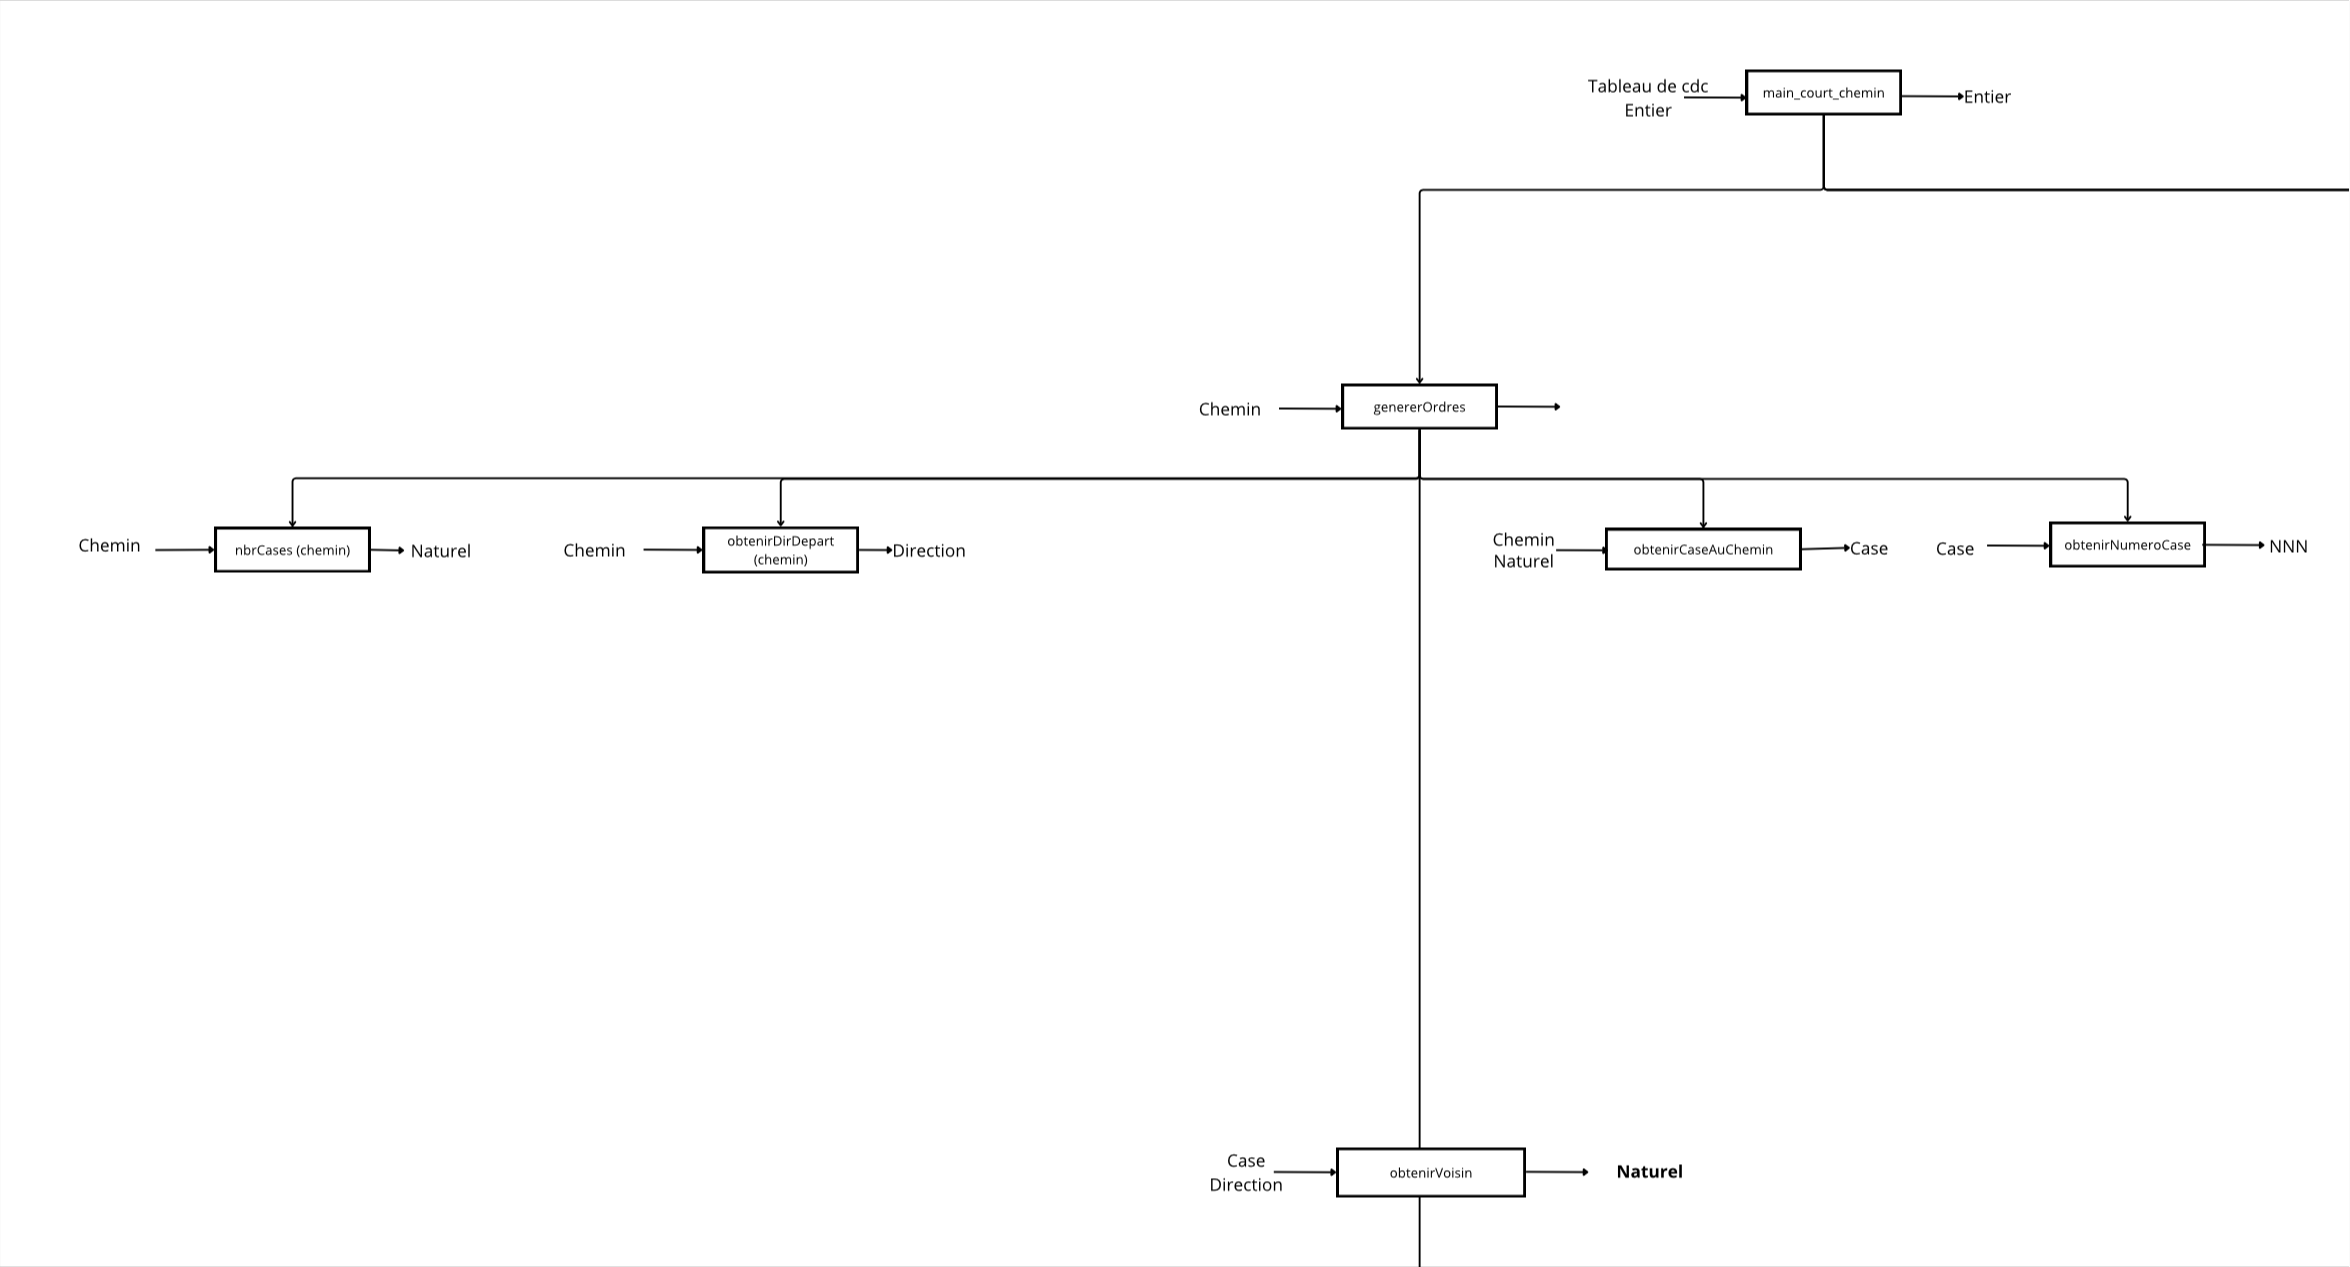 Tableau de cdc
Entier
main_court_chemin
Entier
Chemin
genererOrdres
Chemin
nbrCases (chemin)
Naturel
Chemin
obtenirDirDepart
(chemin)
Direction
Chemin
Naturel
obtenirCaseAuChemin
Case
Case
obtenirNumeroCase
NNN
Case
Direction
obtenirVoisin
Naturel